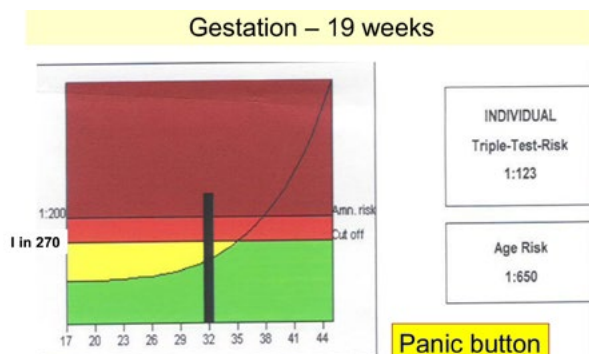 Gestation – 19 weeks
1:200
Amn. risk
I in 270
Cut off
17 20 23 26 29 32 35 38 41 44
INDIVIDUAL
Triple-Test-Risk
1:123
Age Risk
1:650
Panic button